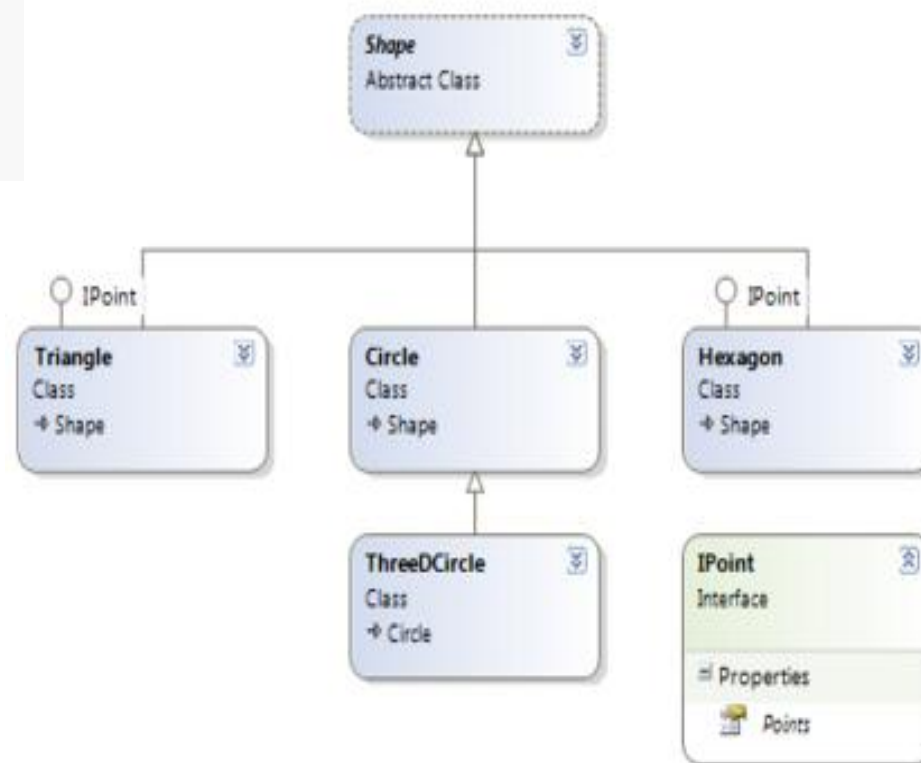 Shape
Abstract Class
IPoint
IPoint
Triangle
Class
Shape
Circle
Class
Shape
Hexagon
Class
Shape
ThreeDCircle
Class
Circle
IPoint
Interface
Properties
Points